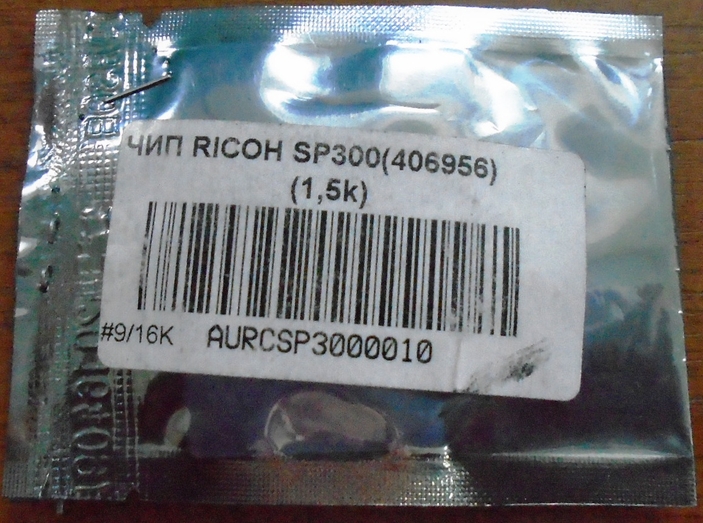 ЧИП RICOH SP300(406956)
(1,5k)
#9/16K AURCSP3000010